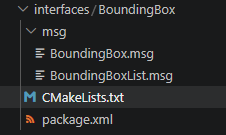 interfaces / BoundingBox
msg
BoundingBox.msg
BoundingBoxList.msg
CMakeLists.txt
package.xml